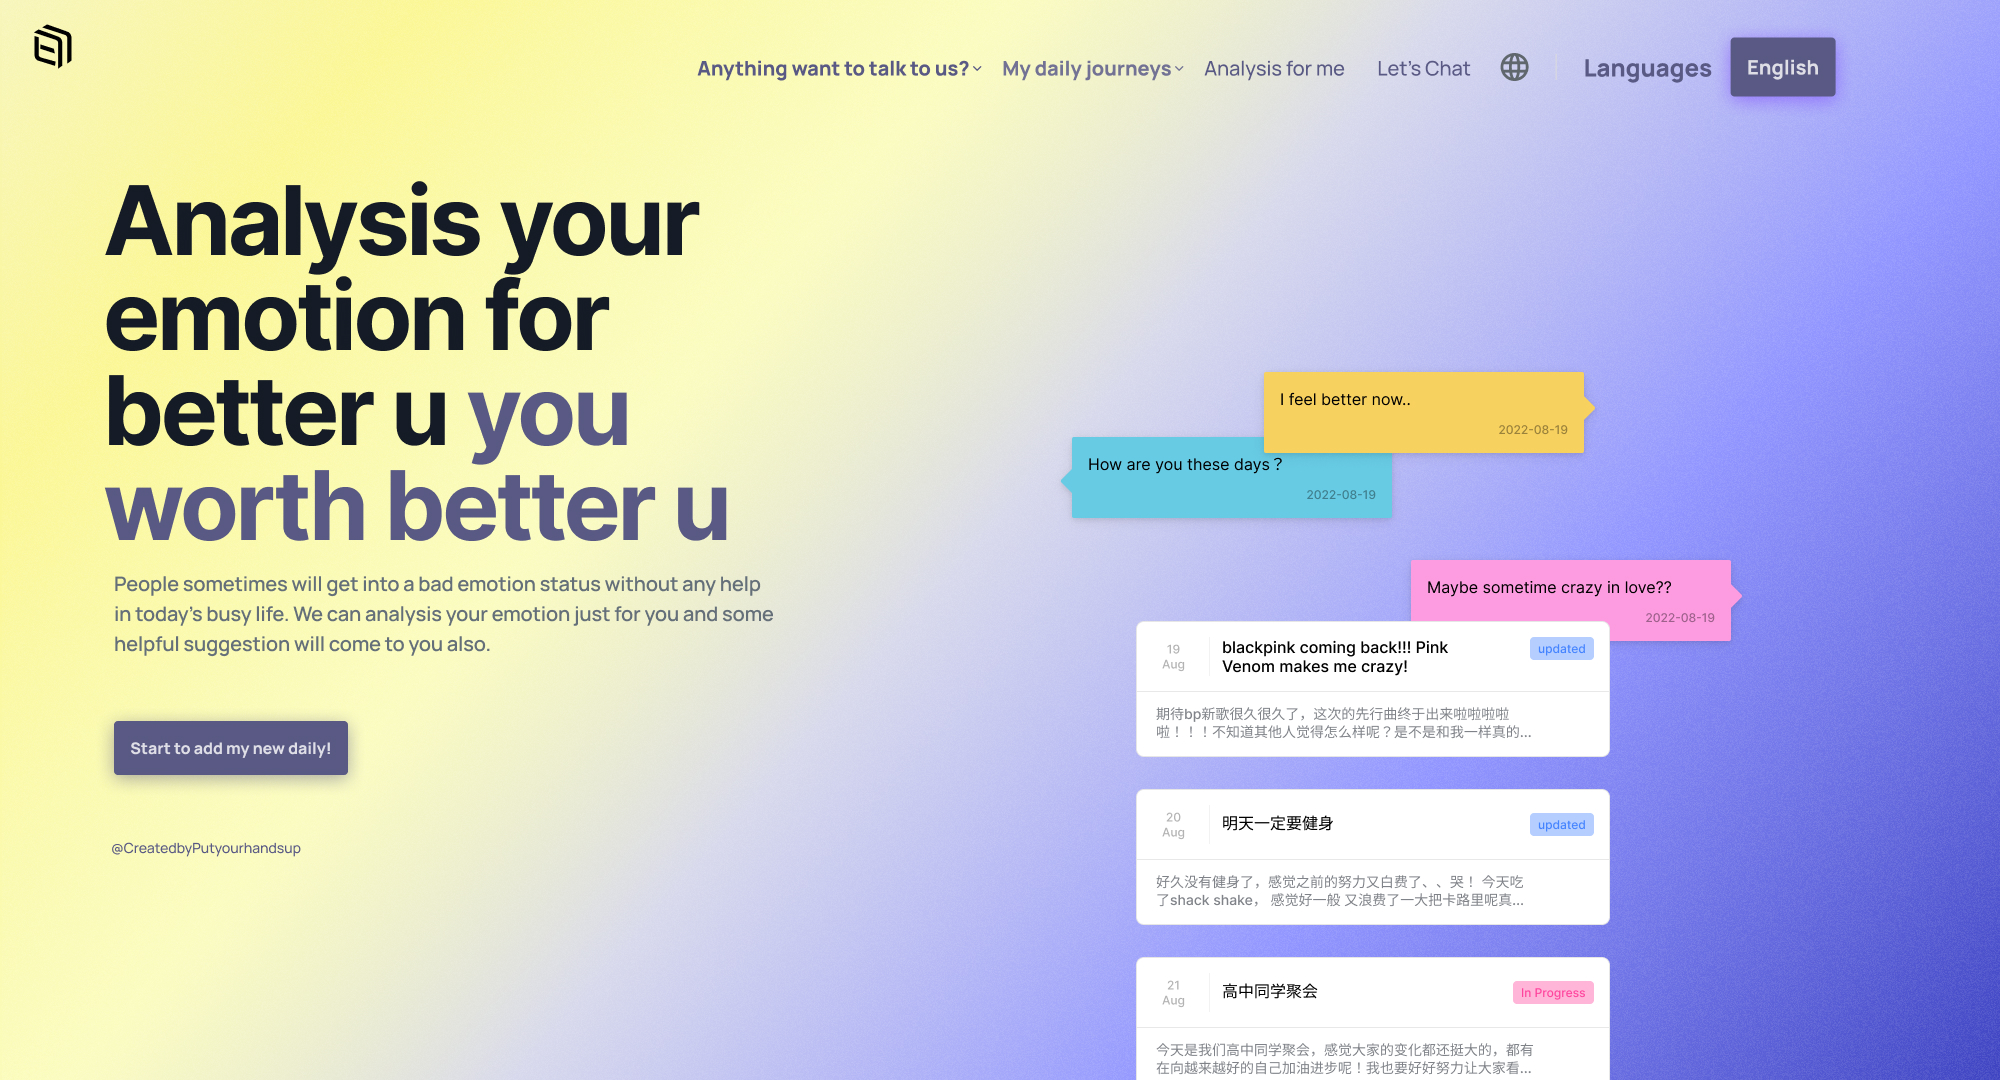 Anything want to talk to us?
My daily journeys
Analysis for me
Let's Chat
Languages
English
Analysis your
emotion for
better u you
worth better u
People sometimes will get into a bad emotion status without any help
in today's busy life. We can analysis your emotion just for you and some
helpful suggestion will come to you also.
Start to add my new daily!
@CreatedbyPutyourhandsup
I feel better now..
2022-08-19
How are you these days？
2022-08-19
Maybe sometime crazy in love??
2022-08-19
19
Aug
blackpink coming back!!! Pink
Venom makes me crazy!
updated
期待bp新歌很久很久了，这次的先行曲终于出来啦啦啦啦
啦！！！不知道其他人觉得怎么样呢？是不是和我一样真的...
20
Aug
明天一定要健身
updated
好久没有健身了，感觉之前的努力又白费了、、哭！ 今天吃
了shack shake， 感觉好一般 又浪费了一大把卡路里呢真...
21
Aug
高中同学聚会
In Progress
今天是我们高中同学聚会，感觉大家的变化都还挺大的，都有
在向越来越好的自己加油进步呢！我也要好好努力让大家看...